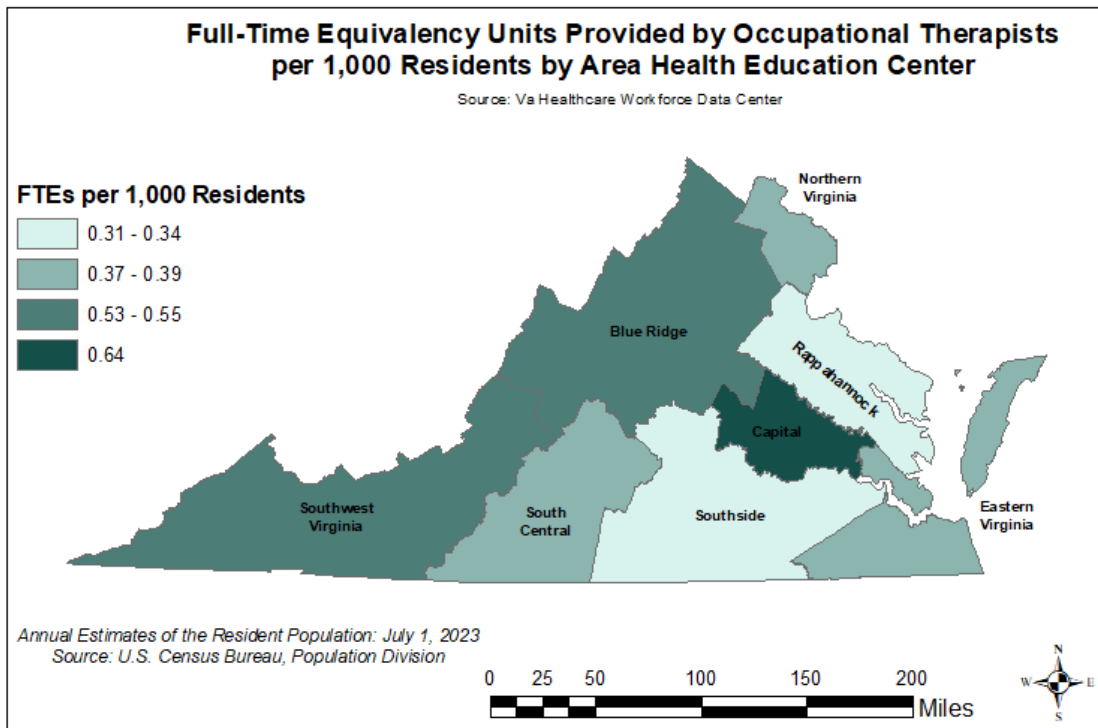 Full-Time Equivalency Units Provided by Occupational Therapists
per 1,000 Residents by Area Health Education Center
Source: Va Healthcare Workforce Data Center
FTEs per 1,000 Residents
0.31 - 0.34
0.37 - 0.39
0.53 - 0.55
0.64
Northern
Virginia
Blue Ridge
Rappahannock
Capital
Southwest
Virginia
South
Central
Southside
Eastern
Virginia
Annual Estimates of the Resident Population: July 1, 2023
Source: U.S. Census Bureau, Population Division
0 25 50 100 150 200
Miles
N
W E
S